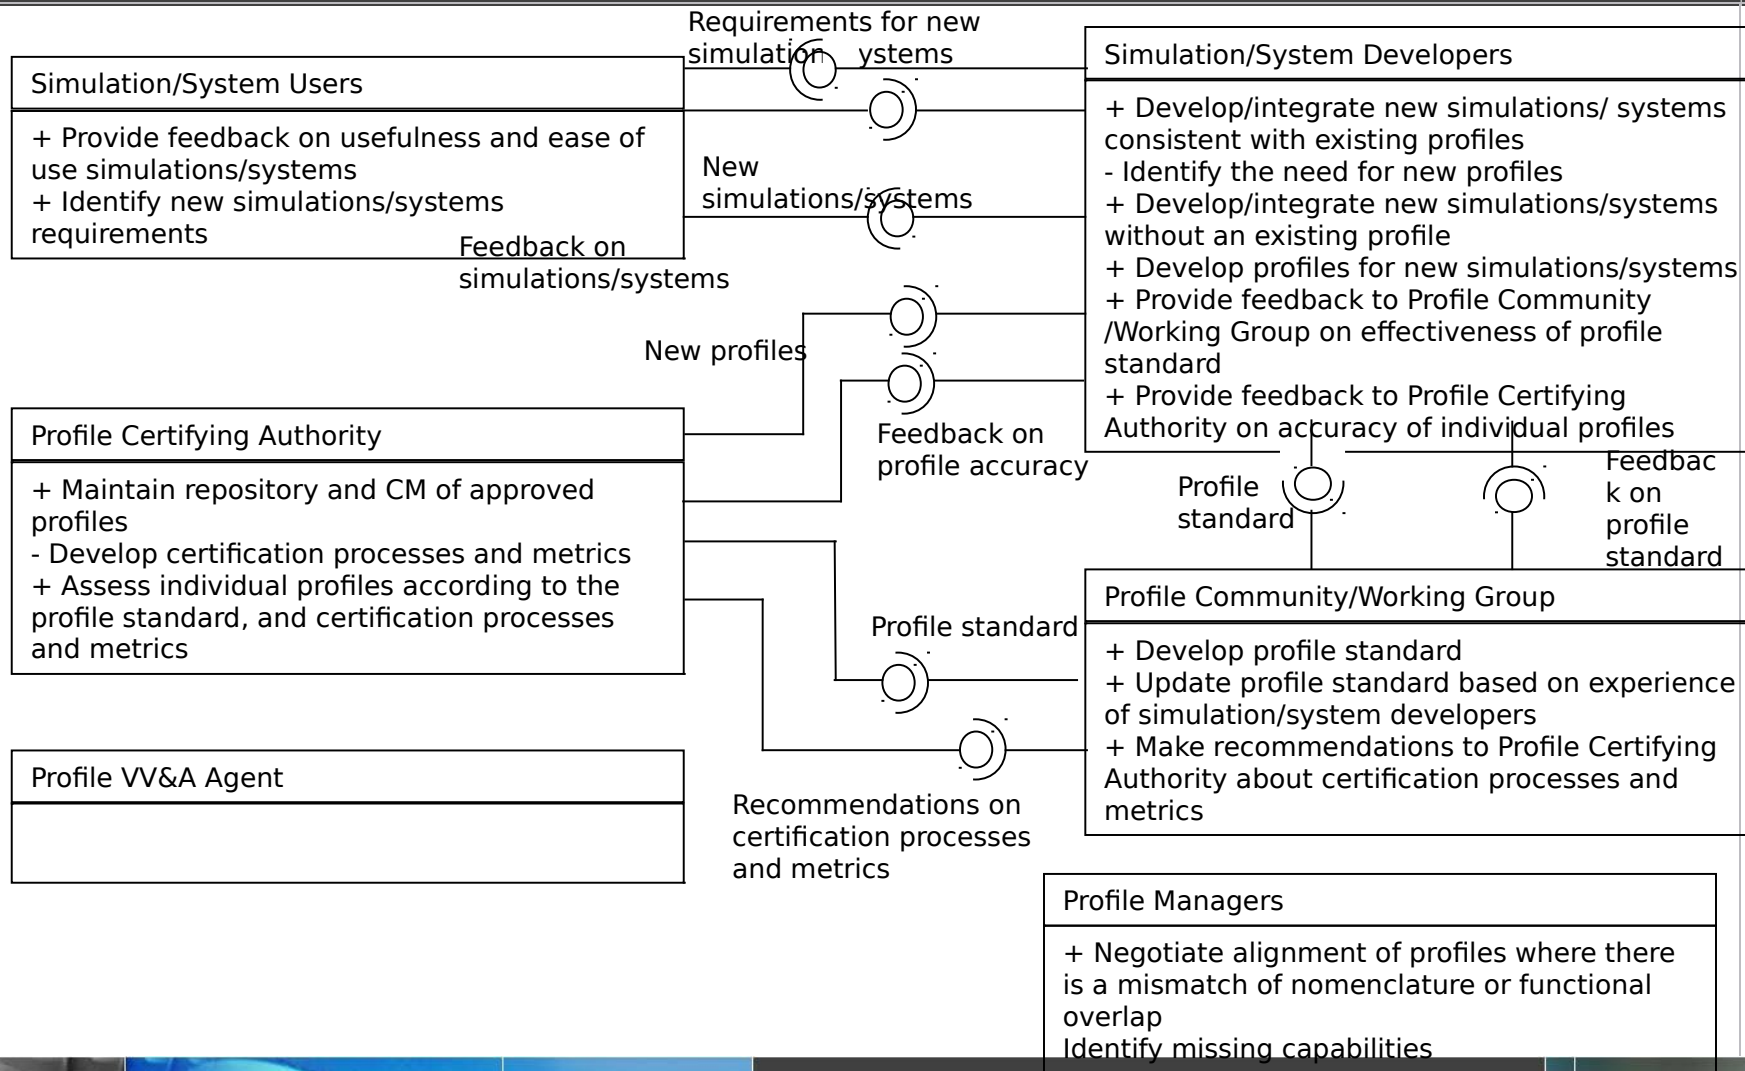 Requirements for new
simulation ystems
Simulation/System Users
+ Provide feedback on usefulness and ease of
use simulations/systems
+ Identify new simulations/systems
requirements
New
simulations/systems
Feedback on
simulations/systems
Simulation/System Developers
+ Develop/integrate new simulations/ systems
consistent with existing profiles
- Identify the need for new profiles
+ Develop/integrate new simulations/systems
without an existing profile
+ Develop profiles for new simulations/systems
+ Provide feedback to Profile Community
/Working Group on effectiveness of profile
standard
+ Provide feedback to Profile Certifying
Authority on accuracy of individual profiles
New profiles
Feedback on
profile accuracy
Profile Certifying Authority
+ Maintain repository and CM of approved
profiles
- Develop certification processes and metrics
+ Assess individual profiles according to the
profile standard, and certification processes
and metrics
Profile
standard
Feedbac
k on
profile
standard
Profile standard
Profile Community/Working Group
+ Develop profile standard
+ Update profile standard based on experience
of simulation/system developers
+ Make recommendations to Profile Certifying
Authority about certification processes and
metrics
Profile VV&A Agent
Recommendations on
certification processes
and metrics
Profile Managers
+ Negotiate alignment of profiles where there
is a mismatch of nomenclature or functional
overlap
Identify missing capabilities